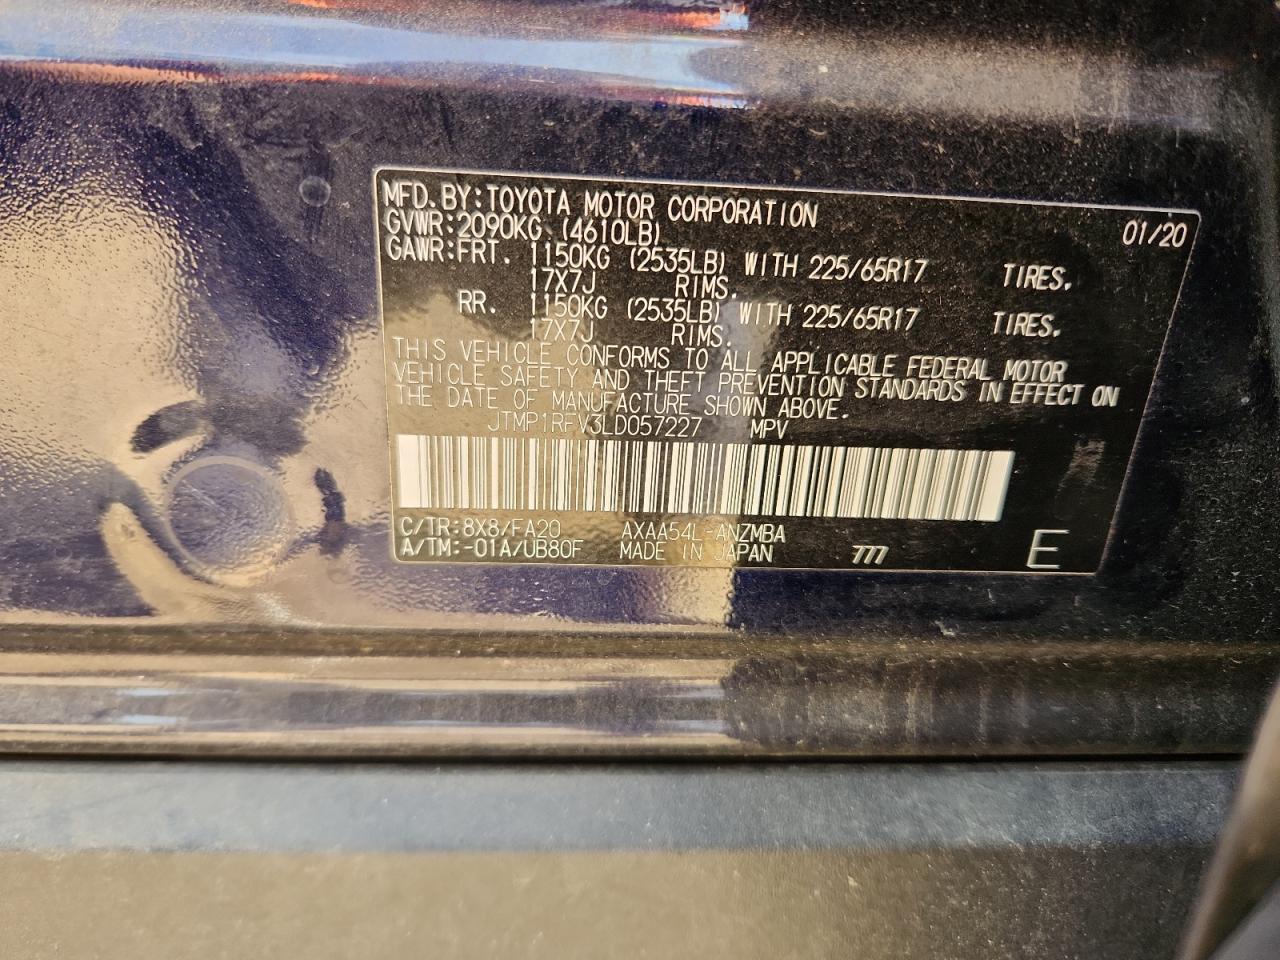 MFD.BY:TOYOTA MOTOR CORPORATION 01/20
GVWR:2090KG (4610LB)
GAWR:FRT. 1150KG (2535LB) WITH 225/65R17 TIRES.
17X7J RIMS.
RR. 1150KG (2535LB) WITH 225/65R17 TIRES.
17X7J RIMS.
THIS VEHICLE CONFORMS TO ALL APPLICABLE FEDERAL MOTOR
VEHICLE SAFETY AND THEFT PREVENTION STANDARDS IN EFFECT ON
THE DATE OF MANUFACTURE SHOWN ABOVE.
JTMP1RFV3LD057227 MPV
C/TR:8X8/FA20 AXAA54L-ANZMBA
A/TM:-01A/UB80F MADE IN JAPAN 777 E